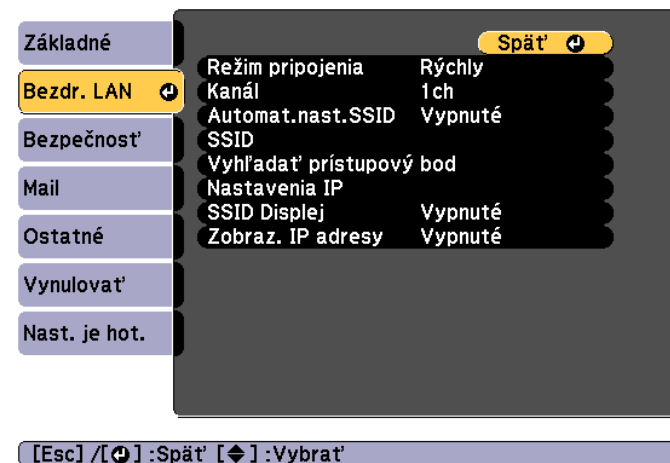 Základné
Bezdr. LAN
Bezpečnosť
Mail
Ostatné
Vynulovať
Nast. je hot.
Späť
Režim pripojenia Rýchly
Kanál 1ch
Automat.nast.SSID Vypnuté
SSID
Vyhľadať prístupový bod
Nastavenia IP
SSID Displej Vypnuté
Zobraz. IP adresy Vypnuté
[Esc] /[⏎] :Späť [◆] :Vybrať